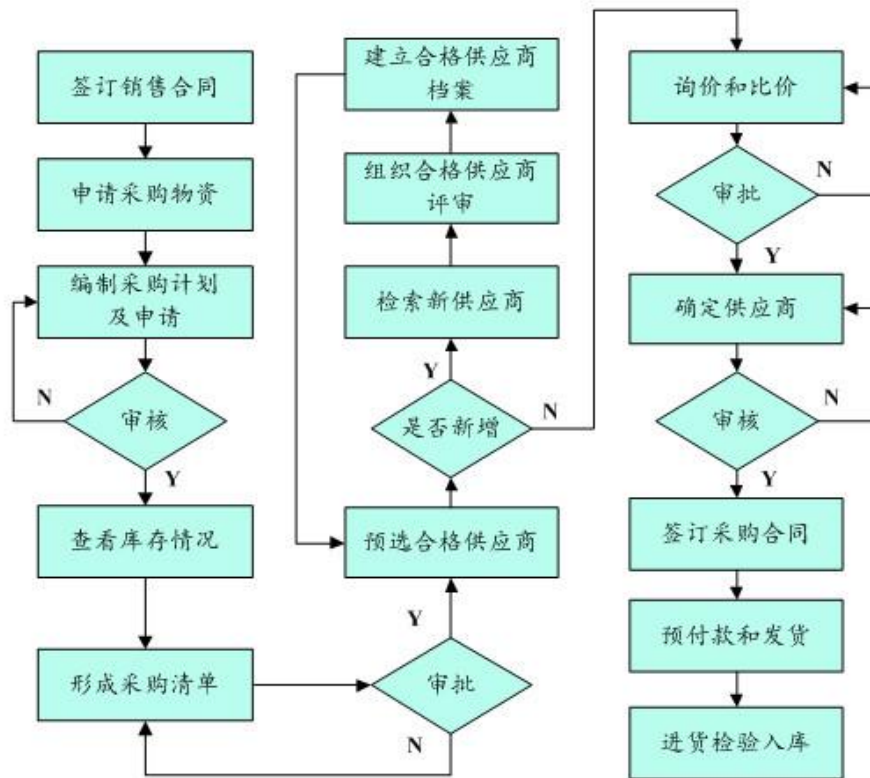 签订销售合同
申请采购物资
编制采购计划
及申请
N
审核
Y
查看库存情况
形成采购清单
建立合格供应商
档案
组织合格供应商
评审
检索新供应商
Y
是否新增
N
预选合格供应商
Y
审批
N
询价和比价
N
审批
Y
确定供应商
N
审核
Y
签订采购合同
预付款和发货
进货检验入库